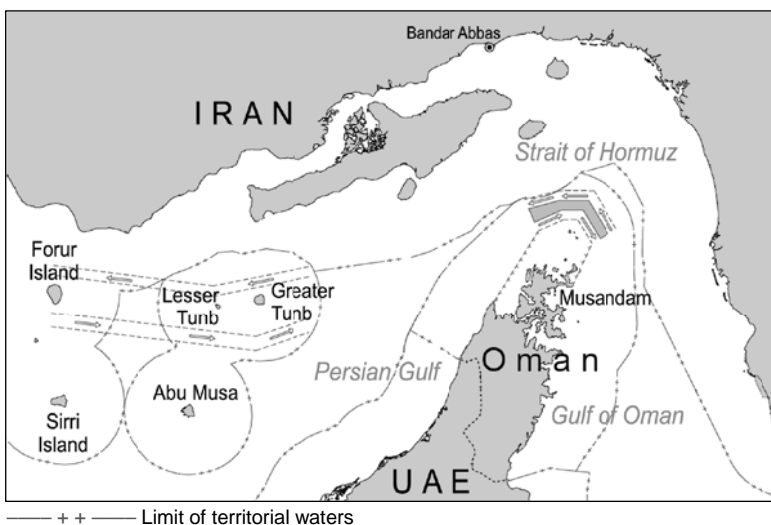 Bandar Abbas
IRAN
Strait of Hormuz
Forur
Island
Lesser
Tunb
Greater
Tunb
Musandam
Oman
Persian Gulf
Abu Musa
Sirri
Island
Gulf of Oman
UAE
—— + + —— Limit of territorial waters